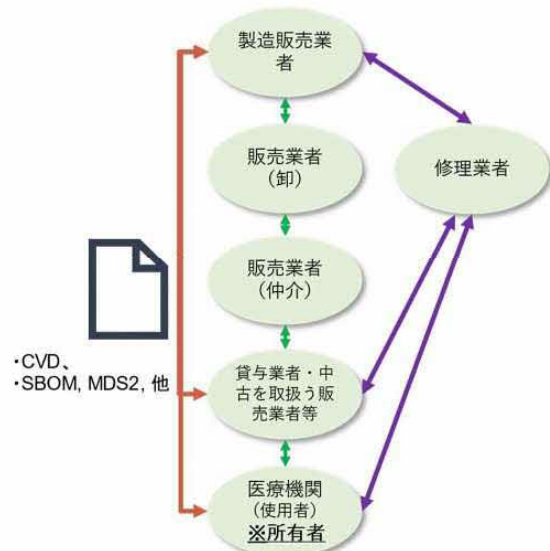 製造販売業
者
販売業者
（卸）
修理業者
販売業者
（仲介）
・CVD、
・SBOM, MDS2, 他
貸与業者・中
古を取扱う販
売業者等
医療機関
（使用者）
※所有者